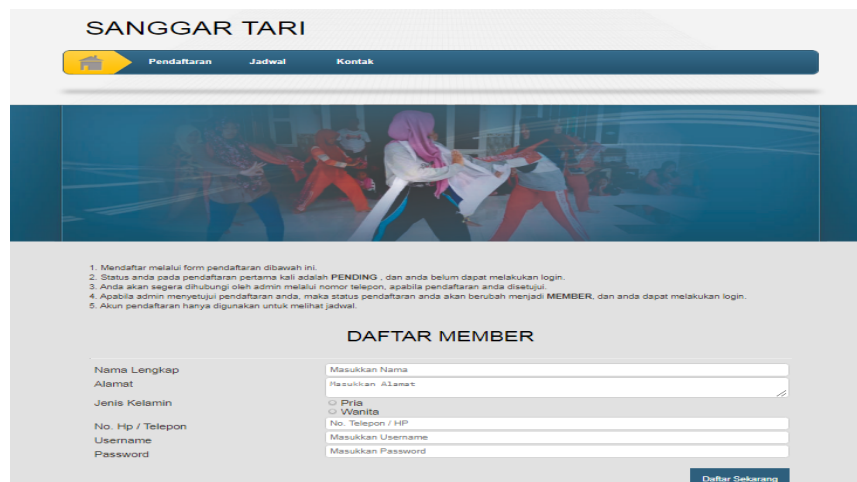 SANGGAR TARI
Pendaftaran Jadwal Kontak
1. Mendaftar melalui form pendaftaran dibawah ini.
2. Status anda pada pendaftaran pertama kali adalah PENDING , dan anda belum dapat melakukan login.
3. Anda akan segera dihubungi oleh admin melalui nomor telepon, apabila pendaftaran anda disetujui.
4. Apabila admin menyetujui pendaftaran anda, maka status pendaftaran anda akan berubah menjadi MEMBER, dan anda dapat melakukan login.
5. Akun pendaftaran hanya digunakan untuk melihat jadwal.
DAFTAR MEMBER
Nama Lengkap Masukkan Nama
Alamat Masukkan Alamat
Jenis Kelamin Pria
Wanita
No. Hp / Telepon No. Telepon / HP
Username Masukkan Username
Password Masukkan Password
Daftar Sekarang